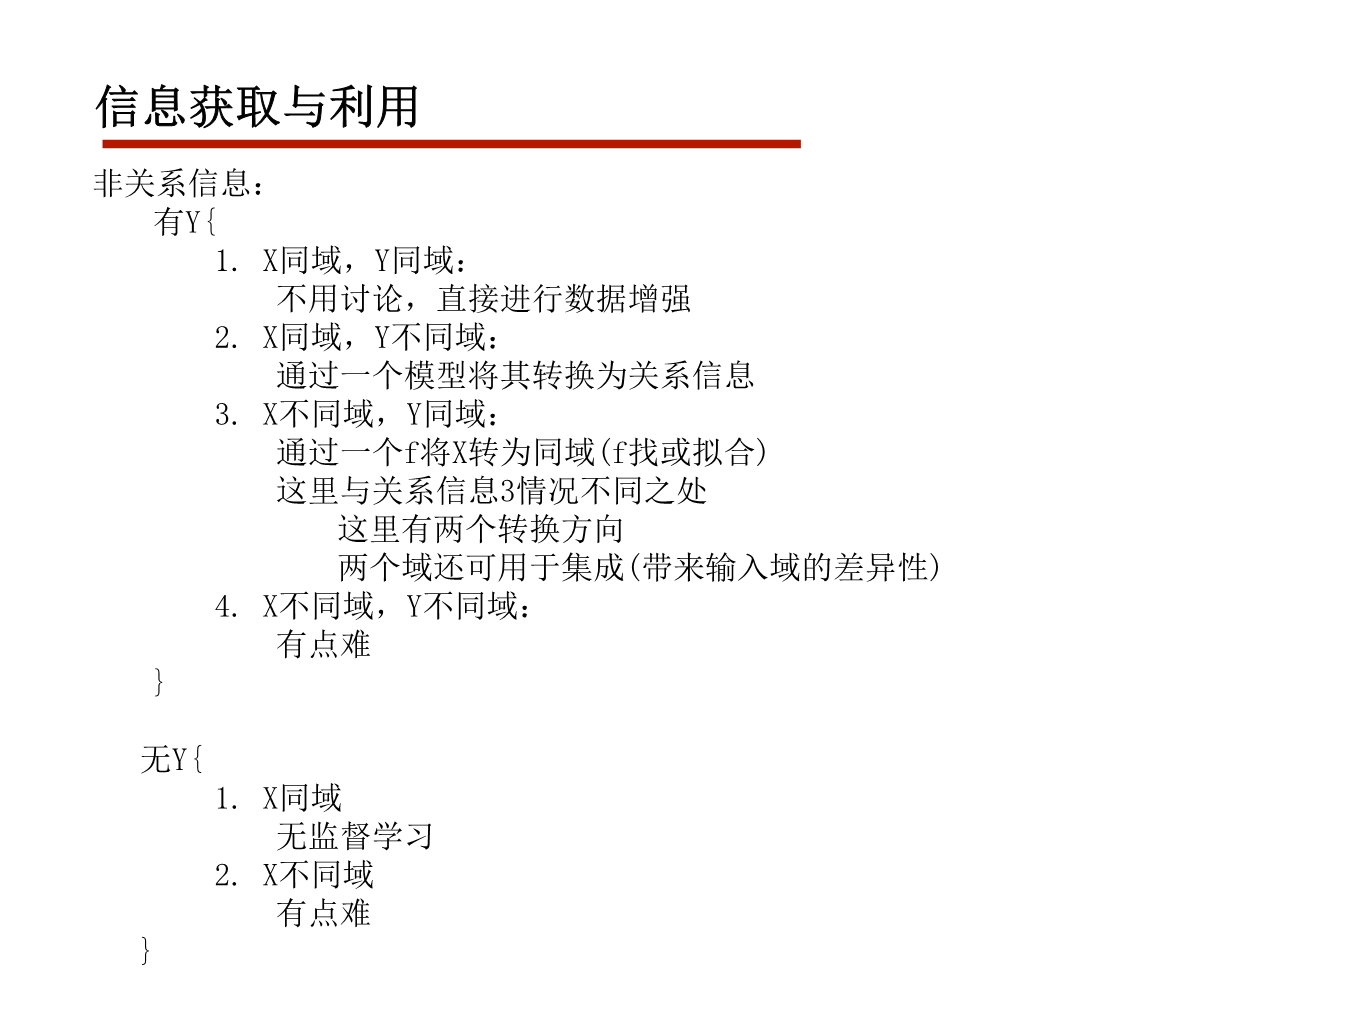 信息获取与利用
非关系信息：
有Y{
1. X同域，Y同域：
不用讨论，直接进行数据增强
2. X同域，Y不同域：
通过一个模型将其转换为关系信息
3. X不同域，Y同域：
通过一个f将X转为同域(f找或拟合)
这里与关系信息3情况不同之处
这里有两个转换方向
两个域还可用于集成(带来输入域的差异性)
4. X不同域，Y不同域：
有点难
}
无Y{
1. X同域
无监督学习
2. X不同域
有点难
}